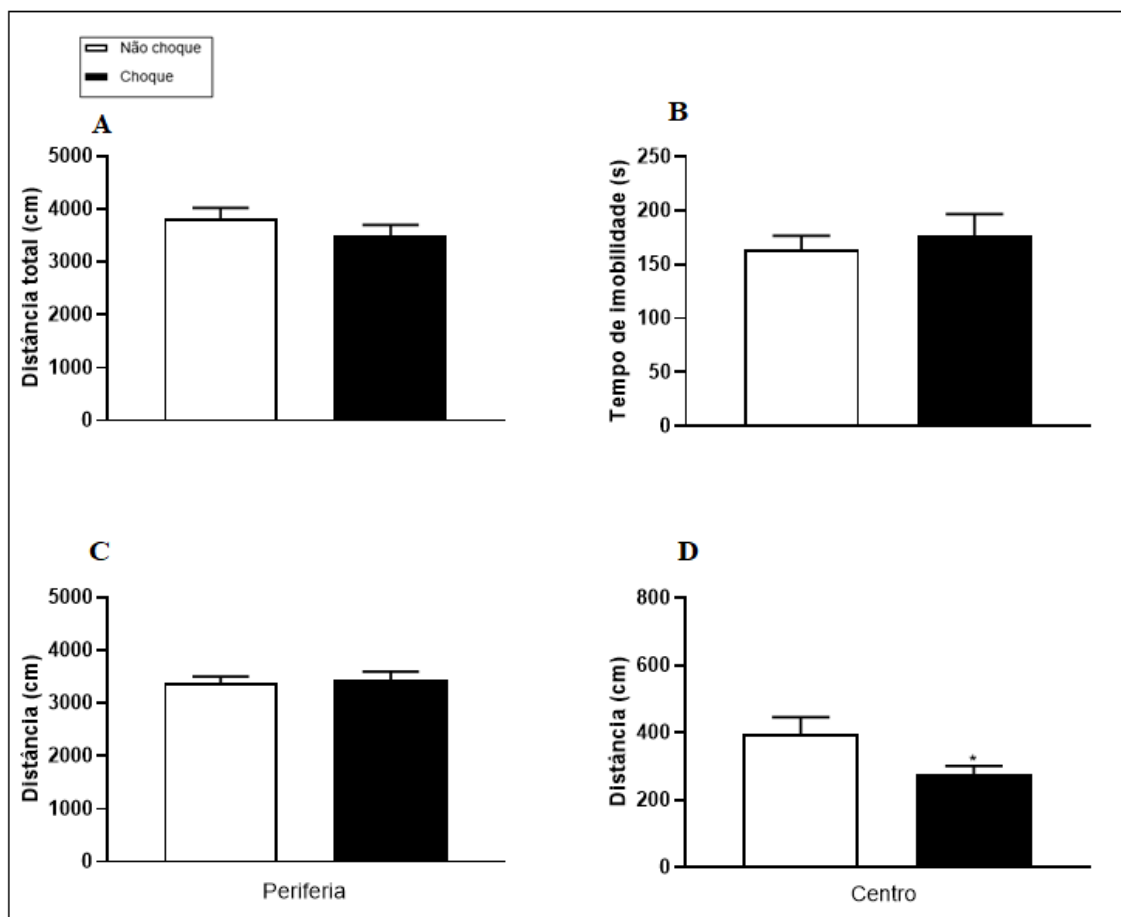 Não choque
Choque
A
Distância total (cm)
5000
4000
3000
2000
1000
0
B
Tempo de imobilidade (s)
250
200
150
100
50
0
C
Distância (cm)
5000
4000
3000
2000
1000
0
Periferia
D
Distância (cm)
800
600
400
200
0
*
Centro